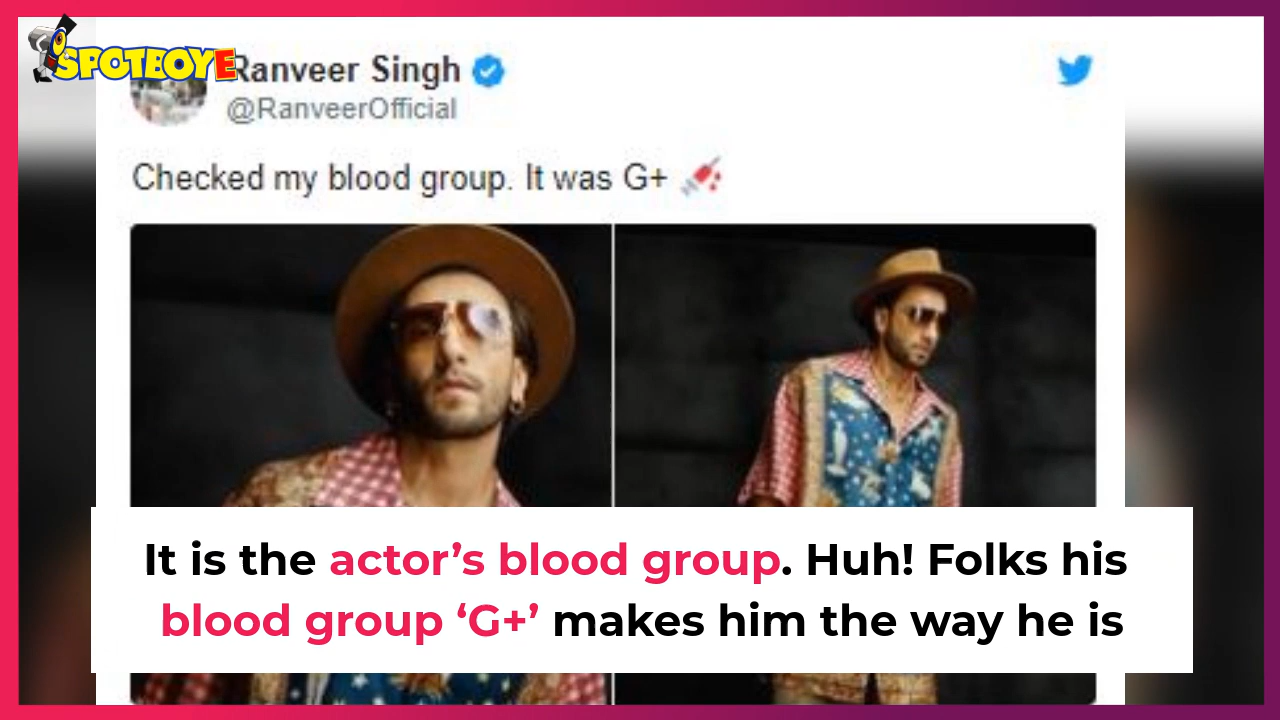 SPOTBOYE
Ranveer Singh
@RanveerOfficial
Checked my blood group. It was G+
It is the actor’s blood group. Huh! Folks his
blood group ‘G+’ makes him the way he is